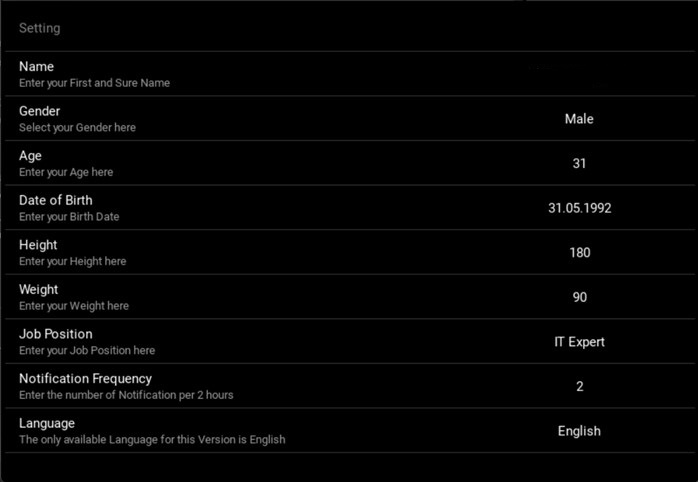 Setting
Name
Enter your First and Sure Name
Gender
Select your Gender here
Male
Age
Enter your Age here
31
Date of Birth
Enter your Birth Date
31.05.1992
Height
Enter your Height here
180
Weight
Enter your Weight here
90
Job Position
Enter your Job Position here
IT Expert
Notification Frequency
Enter the number of Notification per 2 hours
2
Language
The only available Language for this Version is English
English